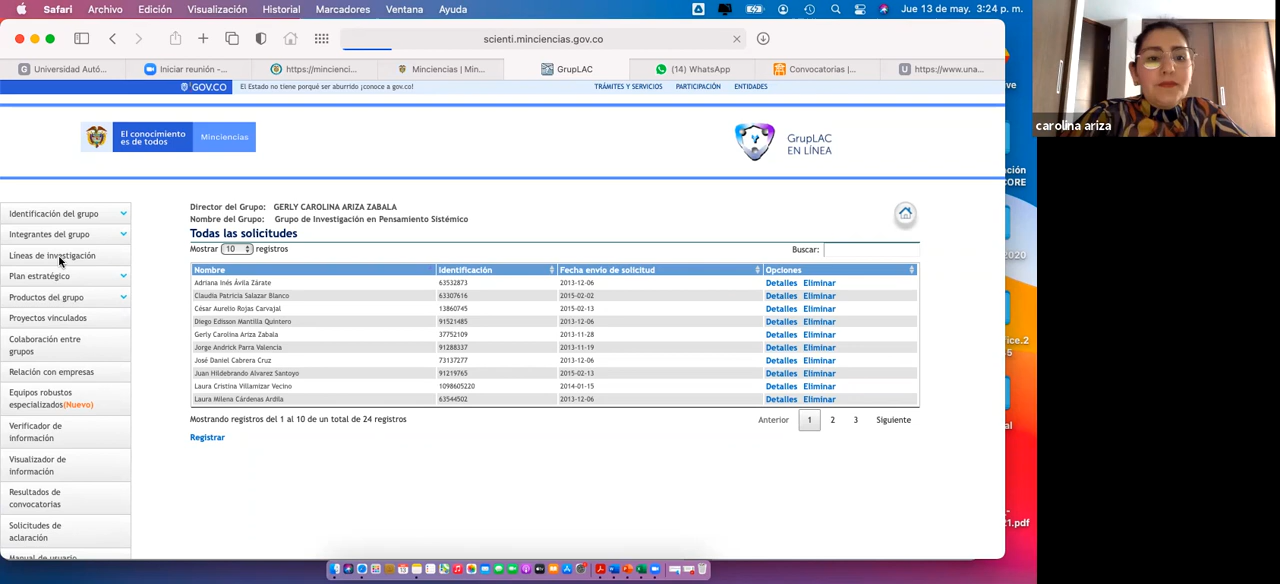 Safari Archivo Edición Visualización Historial Marcadores Ventana Ayuda Jue 13 de may. 3:24 p. m.
scienti.minciencias.gov.co
Universidad Autó... Iniciar reunión -... https://mincienci... Minciencias | Min... GrupLAC (14) WhatsApp Convocatorias |... https://www.una...
GOV.CO El Estado no tiene porqué ser aburrido ¡conoce a gov.co! TRÁMITES Y SERVICIOS PARTICIPACIÓN ENTIDADES
El conocimiento
es de todos
Minciencias
GrupLAC
EN LÍNEA
Identificación del grupo
Integrantes del grupo
Líneas de investigación
Plan estratégico
Productos del grupo
Proyectos vinculados
Colaboración entre
grupos
Relación con empresas
Equipos robustos
especializados(Nuevo)
Verificador de
información
Visualizador de
información
Resultados de
convocatorias
Solicitudes de
aclaración
Manual de usuario
Director del Grupo: GERLY CAROLINA ARIZA ZABALA
Nombre del Grupo: Grupo de Investigación en Pensamiento Sistémico
Todas las solicitudes
Mostrar 10 registros Buscar:
Nombre Identificación Fecha envío de solicitud Opciones
Adriana Inés Ávila Zárate 63532873 2013-12-06 Detalles Eliminar
Claudia Patricia Salazar Blanco 63307616 2015-02-02 Detalles Eliminar
César Aurelio Rojas Carvajal 13860745 2015-02-13 Detalles Eliminar
Diego Edisson Mantilla Quintero 91521485 2013-12-06 Detalles Eliminar
Gerly Carolina Ariza Zabala 37752109 2013-11-28 Detalles Eliminar
Jorge Andrick Parra Valencia 91288337 2013-11-19 Detalles Eliminar
José Daniel Cabrera Cruz 73137277 2013-12-06 Detalles Eliminar
Juan Hildebrando Alvarez Santoyo 91219765 2015-02-13 Detalles Eliminar
Laura Cristina Villamizar Vecino 1098605220 2014-01-15 Detalles Eliminar
Laura Milena Cárdenas Ardila 63544502 2013-12-06 Detalles Eliminar
Mostrando registros del 1 al 10 de un total de 24 registros Anterior 1 2 3 Siguiente
Registrar
carolina ariza